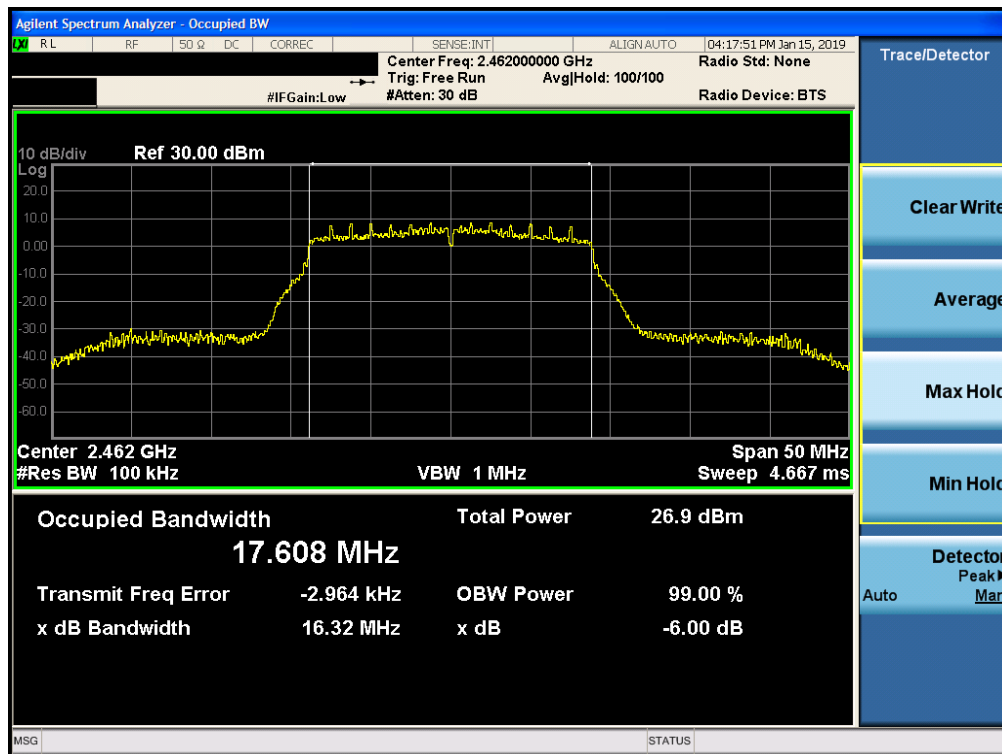 Agilent Spectrum Analyzer - Occupied BW
LXI RL RF 50 Ω DC CORREC SENSE:INT ALIGN AUTO 04:17:51 PM Jan 15, 2019
Center Freq: 2.462000000 GHz Radio Std: None
Trig: Free Run Avg|Hold: 100/100
#IFGain:Low #Atten: 30 dB Radio Device: BTS
10 dB/div Ref 30.00 dBm
Log
20.0
10.0
0.00
-10.0
-20.0
-30.0
-40.0
-50.0
-60.0
Center 2.462 GHz Span 50 MHz
#Res BW 100 kHz VBW 1 MHz Sweep 4.667 ms
Occupied Bandwidth Total Power 26.9 dBm
17.608 MHz
Transmit Freq Error -2.964 kHz OBW Power 99.00 %
x dB Bandwidth 16.32 MHz x dB -6.00 dB
MSG STATUS
Trace/Detector
Clear Write
Average
Max Hold
Min Hold
Detector
Peak
Auto Man